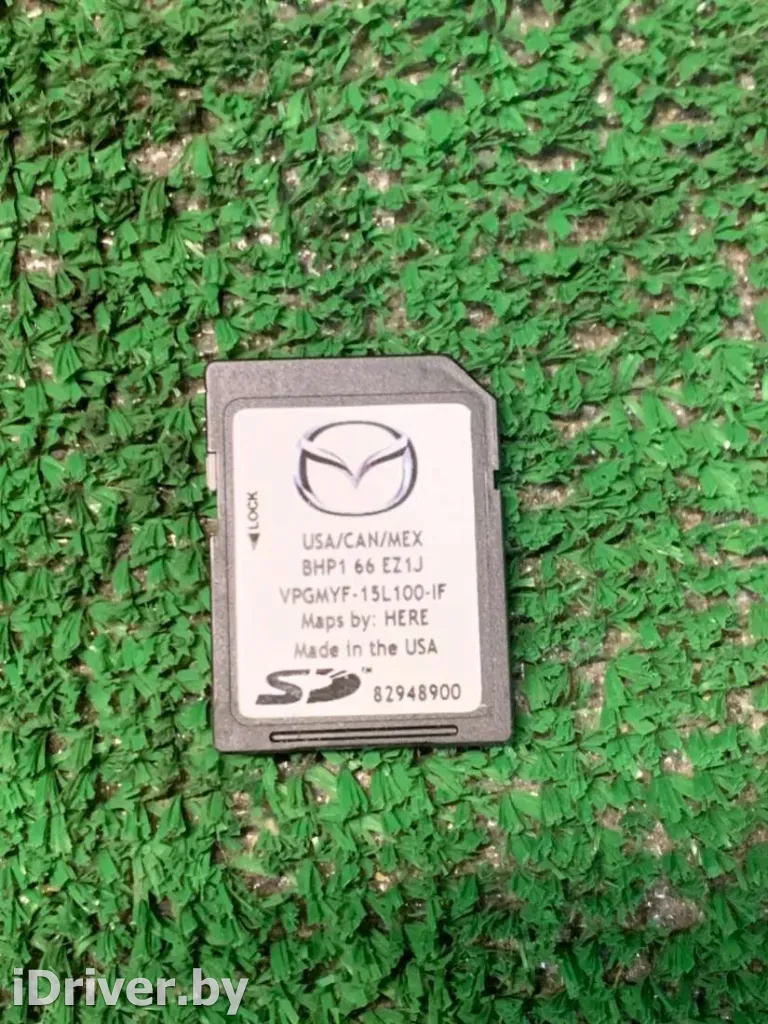 LOCK
USA/CAN/MEX
BHP1 66 EZ1J
VPGMYF-15L100-IF
Maps by: HERE
Made in the USA
SD™ 82948900
iDriver.by